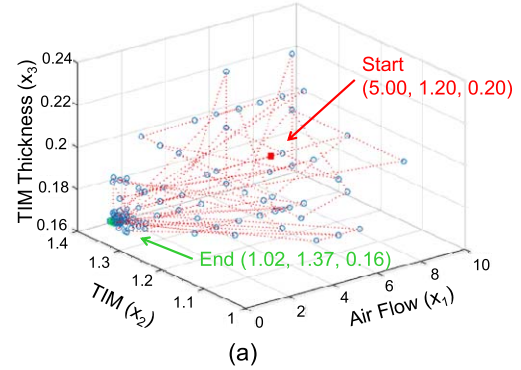 0.24
0.22
0.2
0.18
0.16
TIM Thickness (x3)
Start
(5.00, 1.20, 0.20)
End (1.02, 1.37, 0.16)
1.4
1.3
1.2
1.1
1
TIM (x2)
0
2
4
6
8
10
Air Flow (x1)
(a)